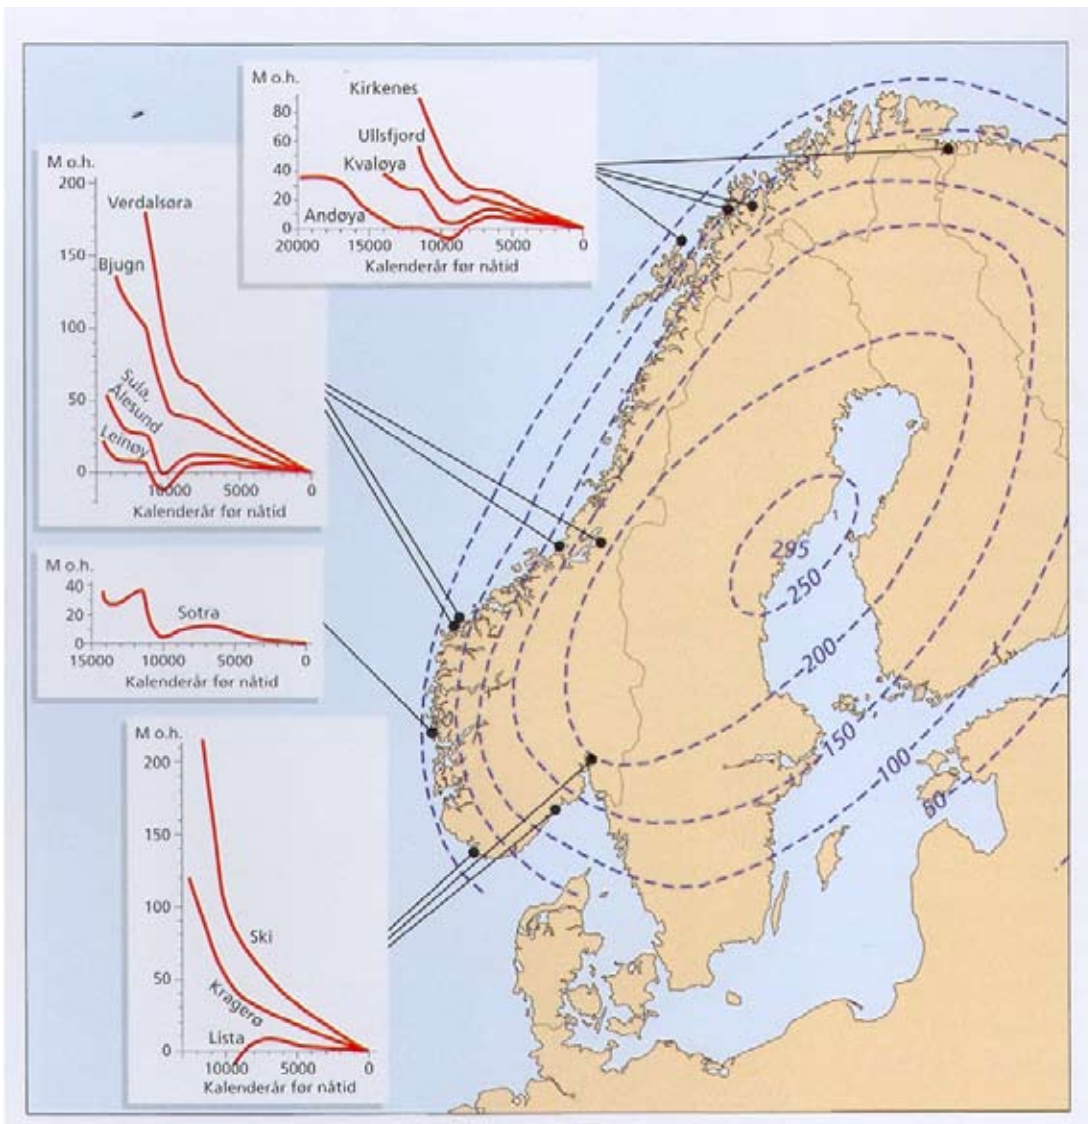 M o.h.
80
60
40
20
0
Kirkenes
Ullsfjord
Kvaløya
Andøya
20000 15000 10000 5000 0
Kalenderår før nåtid
M o.h.
200
150
100
50
0
Verdalsøra
Bjugn
Sula,
Ålesund
Leinøy
10000 5000 0
Kalenderår før nåtid
M o.h.
40
20
0
Sotra
15000 10000 5000 0
Kalenderår før nåtid
M o.h.
200
150
100
50
0
Ski
Kragerø
Lista
10000 5000 0
Kalenderår før nåtid
295
250
200
150
100
50